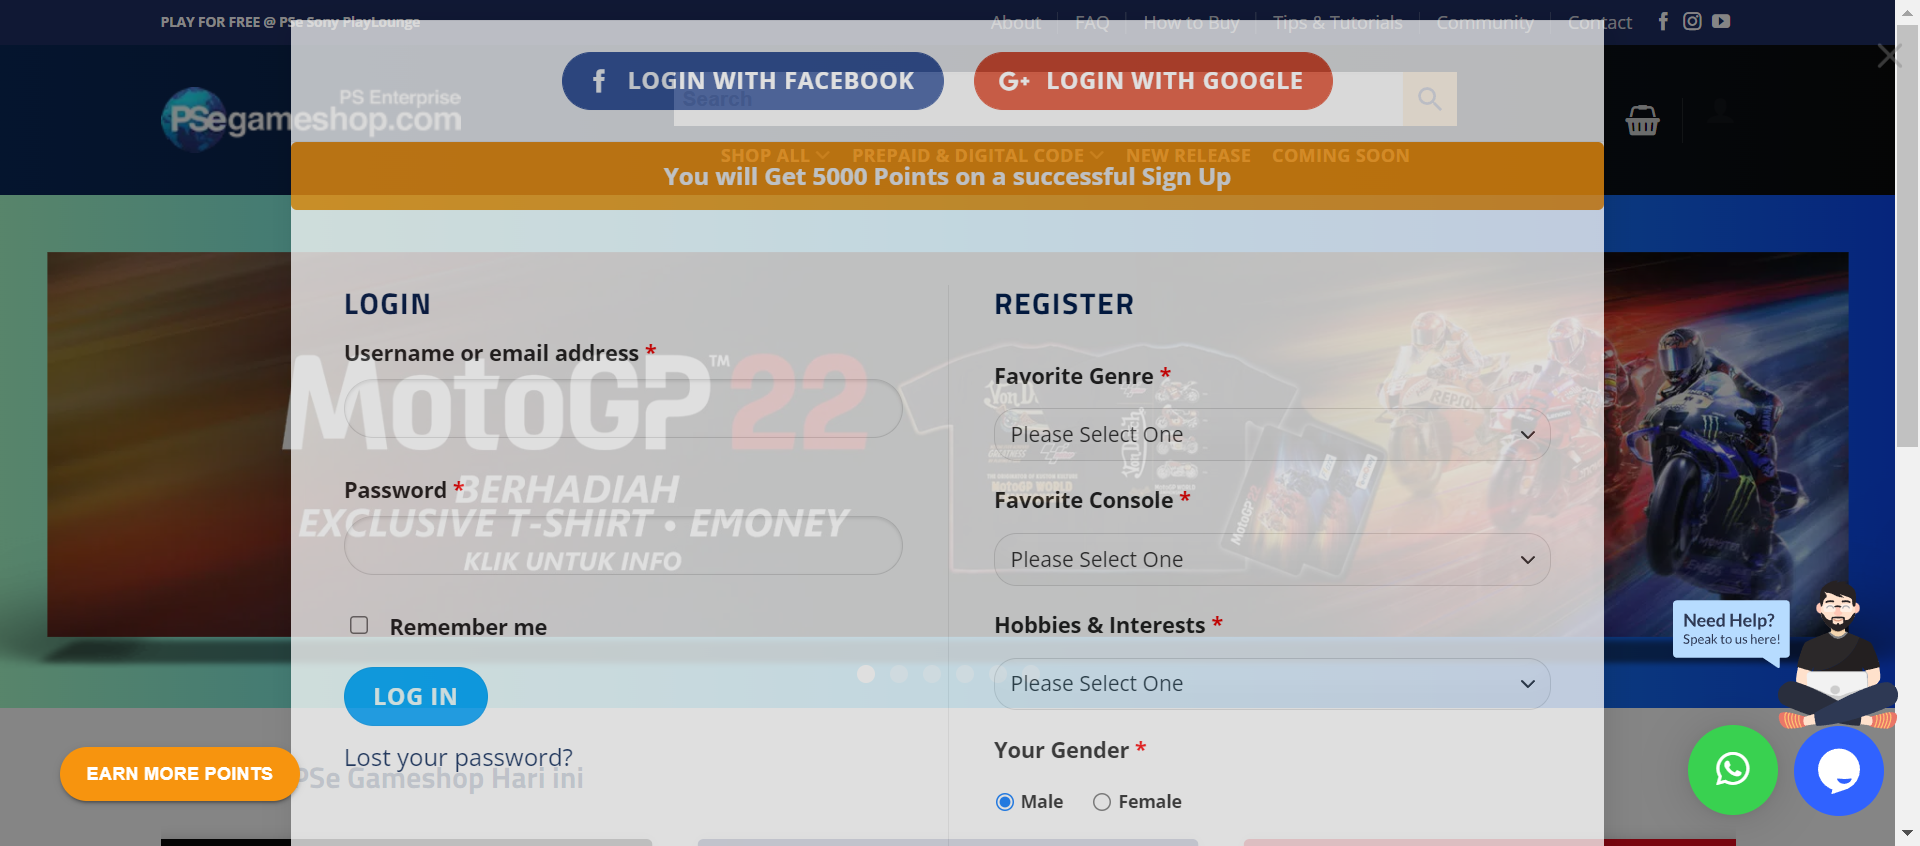 PLAY FOR FREE @ PSe Sony PlayLounge
About FAQ How to Buy Tips & Tutorials Community Contact
LOGIN WITH FACEBOOK
LOGIN WITH GOOGLE
PS Enterprise
PSegameshop.com
Search
SHOP ALL PREPAID & DIGITAL CODE NEW RELEASE COMING SOON
You will Get 5000 Points on a successful Sign Up
LOGIN
Username or email address *
Password *
Remember me
LOG IN
Lost your password?
REGISTER
Favorite Genre *
Please Select One
Favorite Console *
Please Select One
Hobbies & Interests *
Please Select One
Your Gender *
Male Female
MotoGP™22
BERHADIAH
EXCLUSIVE T-SHIRT • EMONEY
KLIK UNTUK INFO
MotoGP WORLD
MotoGP
REPSOL
Need Help?
Speak to us here!
EARN MORE POINTS
PSe Gameshop Hari ini